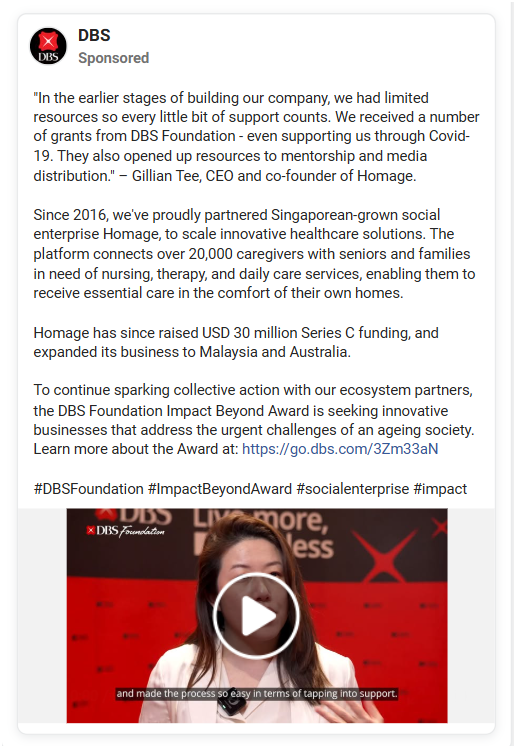 DBS
Sponsored
DBS
"In the earlier stages of building our company, we had limited
resources so every little bit of support counts. We received a number
of grants from DBS Foundation - even supporting us through Covid-
19. They also opened up resources to mentorship and media
distribution." – Gillian Tee, CEO and co-founder of Homage.
Since 2016, we've proudly partnered Singaporean-grown social
enterprise Homage, to scale innovative healthcare solutions. The
platform connects over 20,000 caregivers with seniors and families
in need of nursing, therapy, and daily care services, enabling them to
receive essential care in the comfort of their own homes.
Homage has since raised USD 30 million Series C funding, and
expanded its business to Malaysia and Australia.
To continue sparking collective action with our ecosystem partners,
the DBS Foundation Impact Beyond Award is seeking innovative
businesses that address the urgent challenges of an ageing society.
Learn more about the Award at: https://go.dbs.com/3Zm33aN
#DBSFoundation #ImpactBeyondAward #socialenterprise #impact
DBS
Live more,
DBS Foundation
less
and made the process so easy in terms of tapping into support.